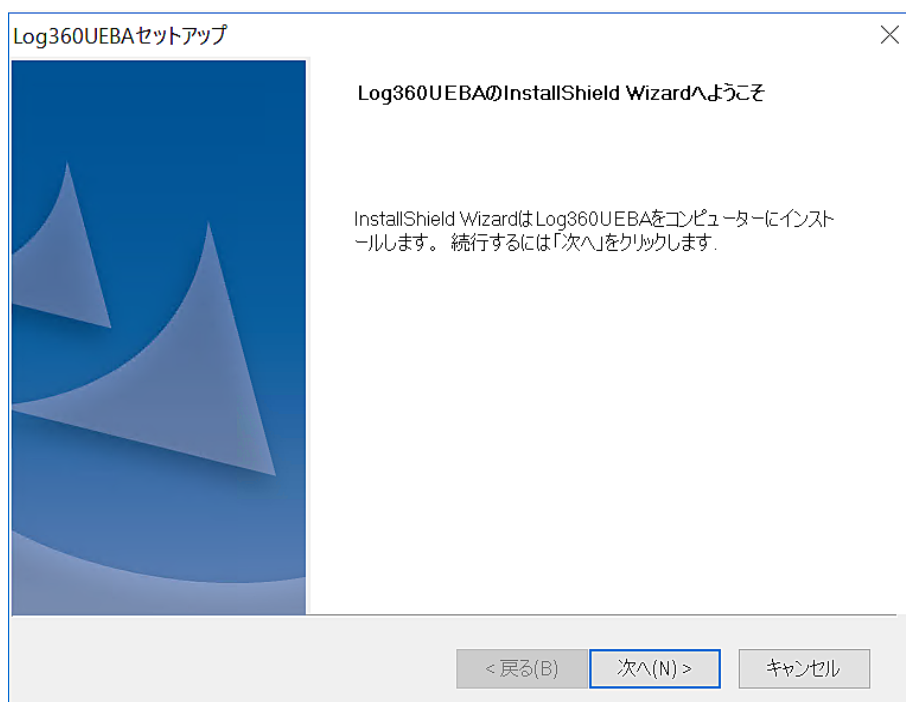 Log360UEBAセットアップ
Log360UEBAのInstallShield Wizardへようこそ
InstallShield WizardはLog360UEBAをコンピューターにインスト
ールします。 続行するには「次へ」をクリックします.
< 戻る(B)
次へ(N) >
キャンセル